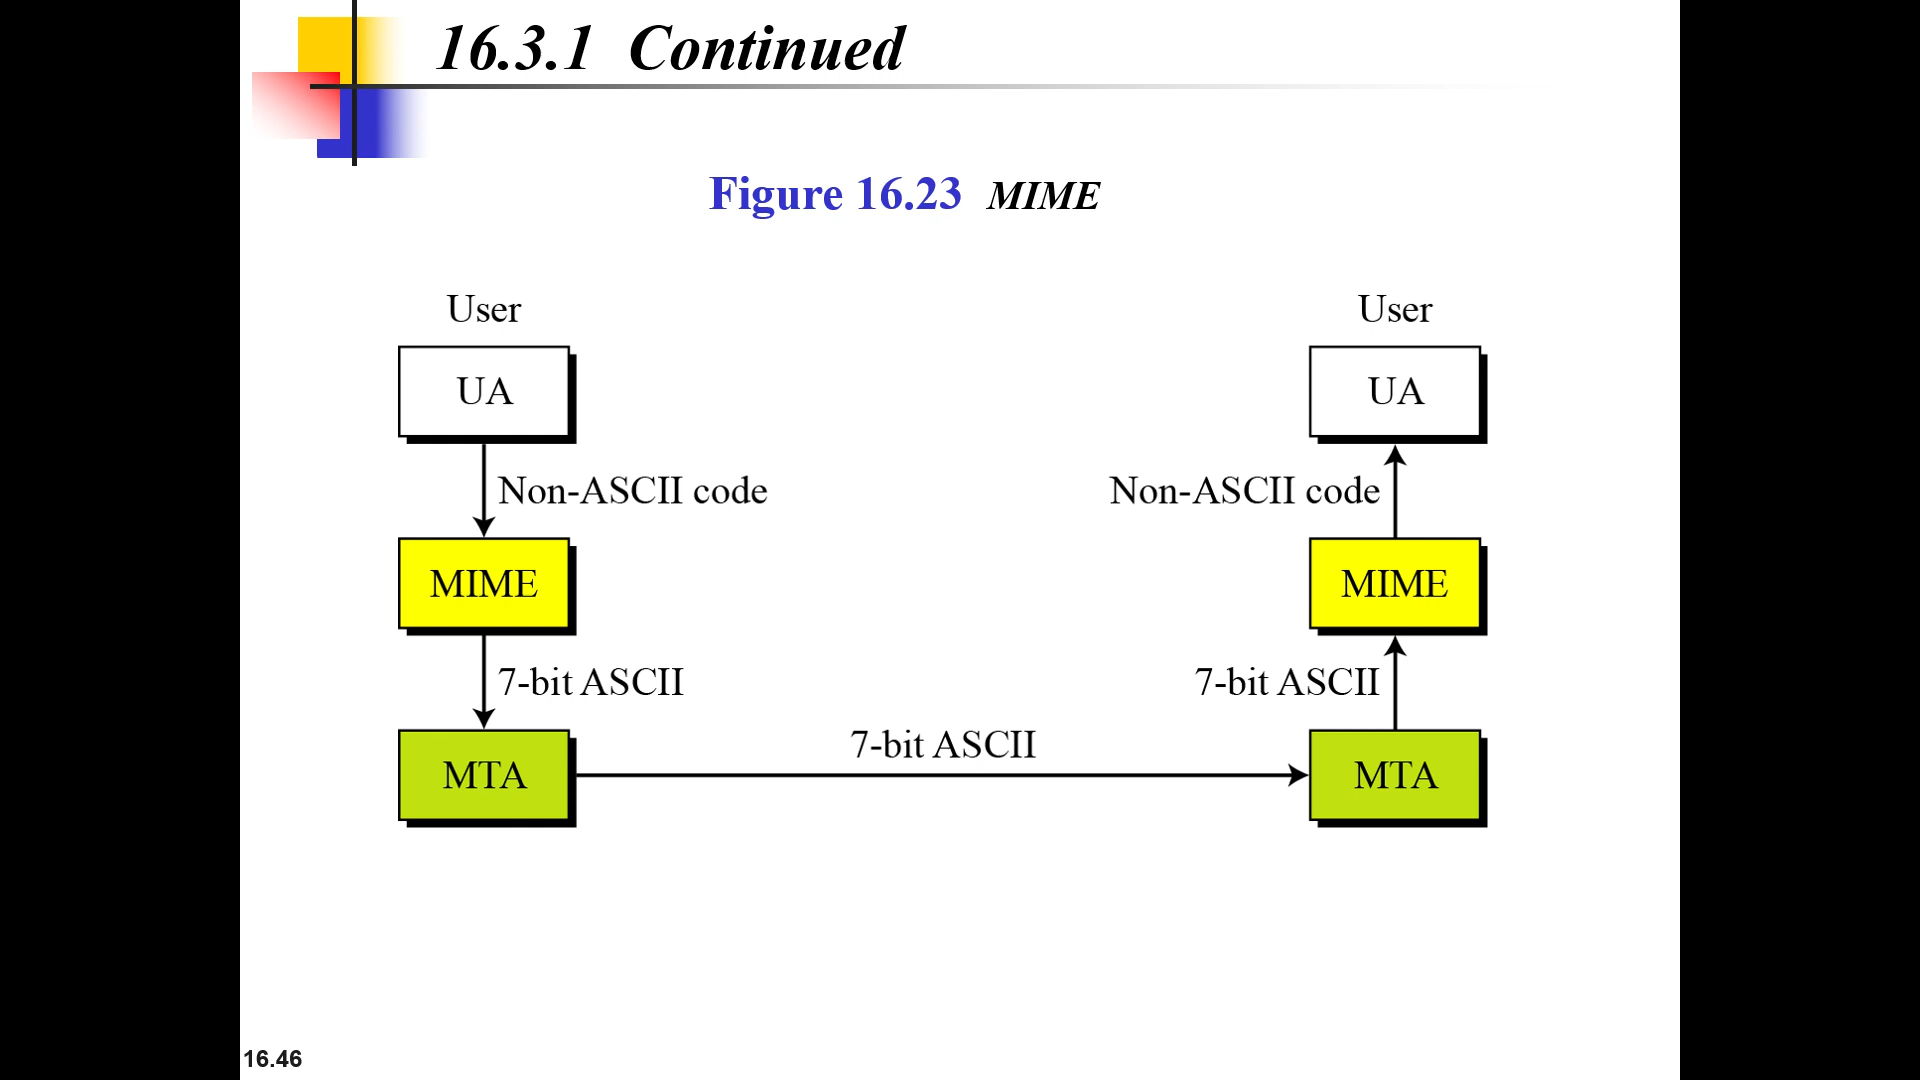 16.3.1 Continued
Figure 16.23 MIME
User
User
UA
UA
Non-ASCII code
Non-ASCII code
MIME
MIME
7-bit ASCII
7-bit ASCII
7-bit ASCII
MTA
MTA
16.46